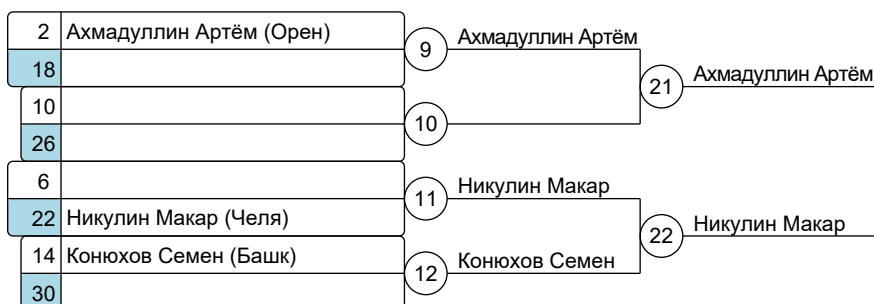 2 Ахмадуллин Артём (Орен)
9 Ахмадуллин Артём
18
21 Ахмадуллин Артём
10
10
26
6
11 Никулин Макар
22 Никулин Макар (Челя)
22 Никулин Макар
14 Конюхов Семен (Башк)
12 Конюхов Семен
30